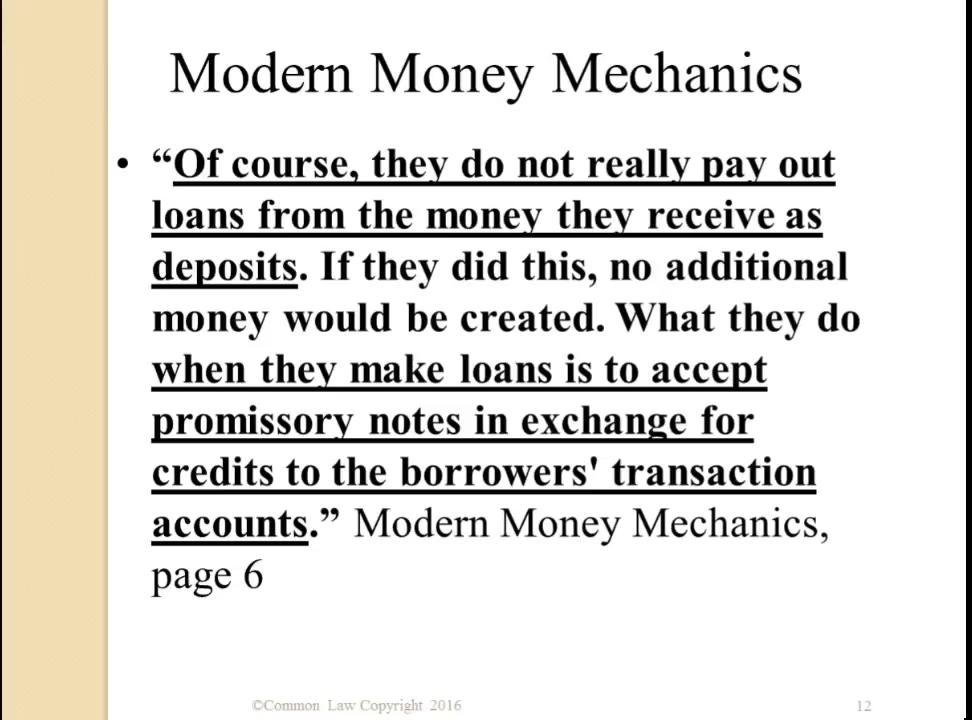 Modern Money Mechanics
• “Of course, they do not really pay out
loans from the money they receive as
deposits. If they did this, no additional
money would be created. What they do
when they make loans is to accept
promissory notes in exchange for
credits to the borrowers' transaction
accounts.” Modern Money Mechanics,
page 6
©Common Law Copyright 2016
12